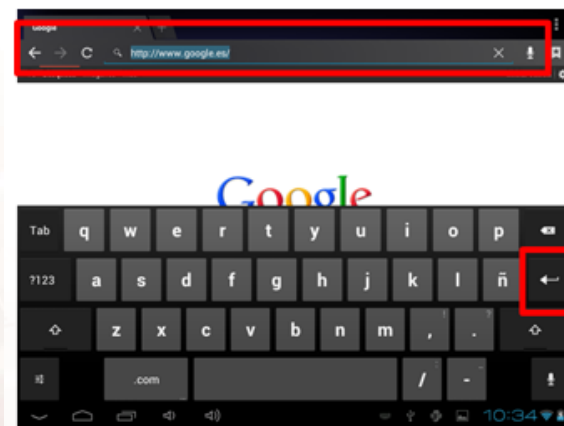 Google
http://www.google.es/
Google
Tab q w e r t y u i o p
?123 a s d f g h j k l ñ
z x c v b n m , ! . ?
.com / : - _
10:34